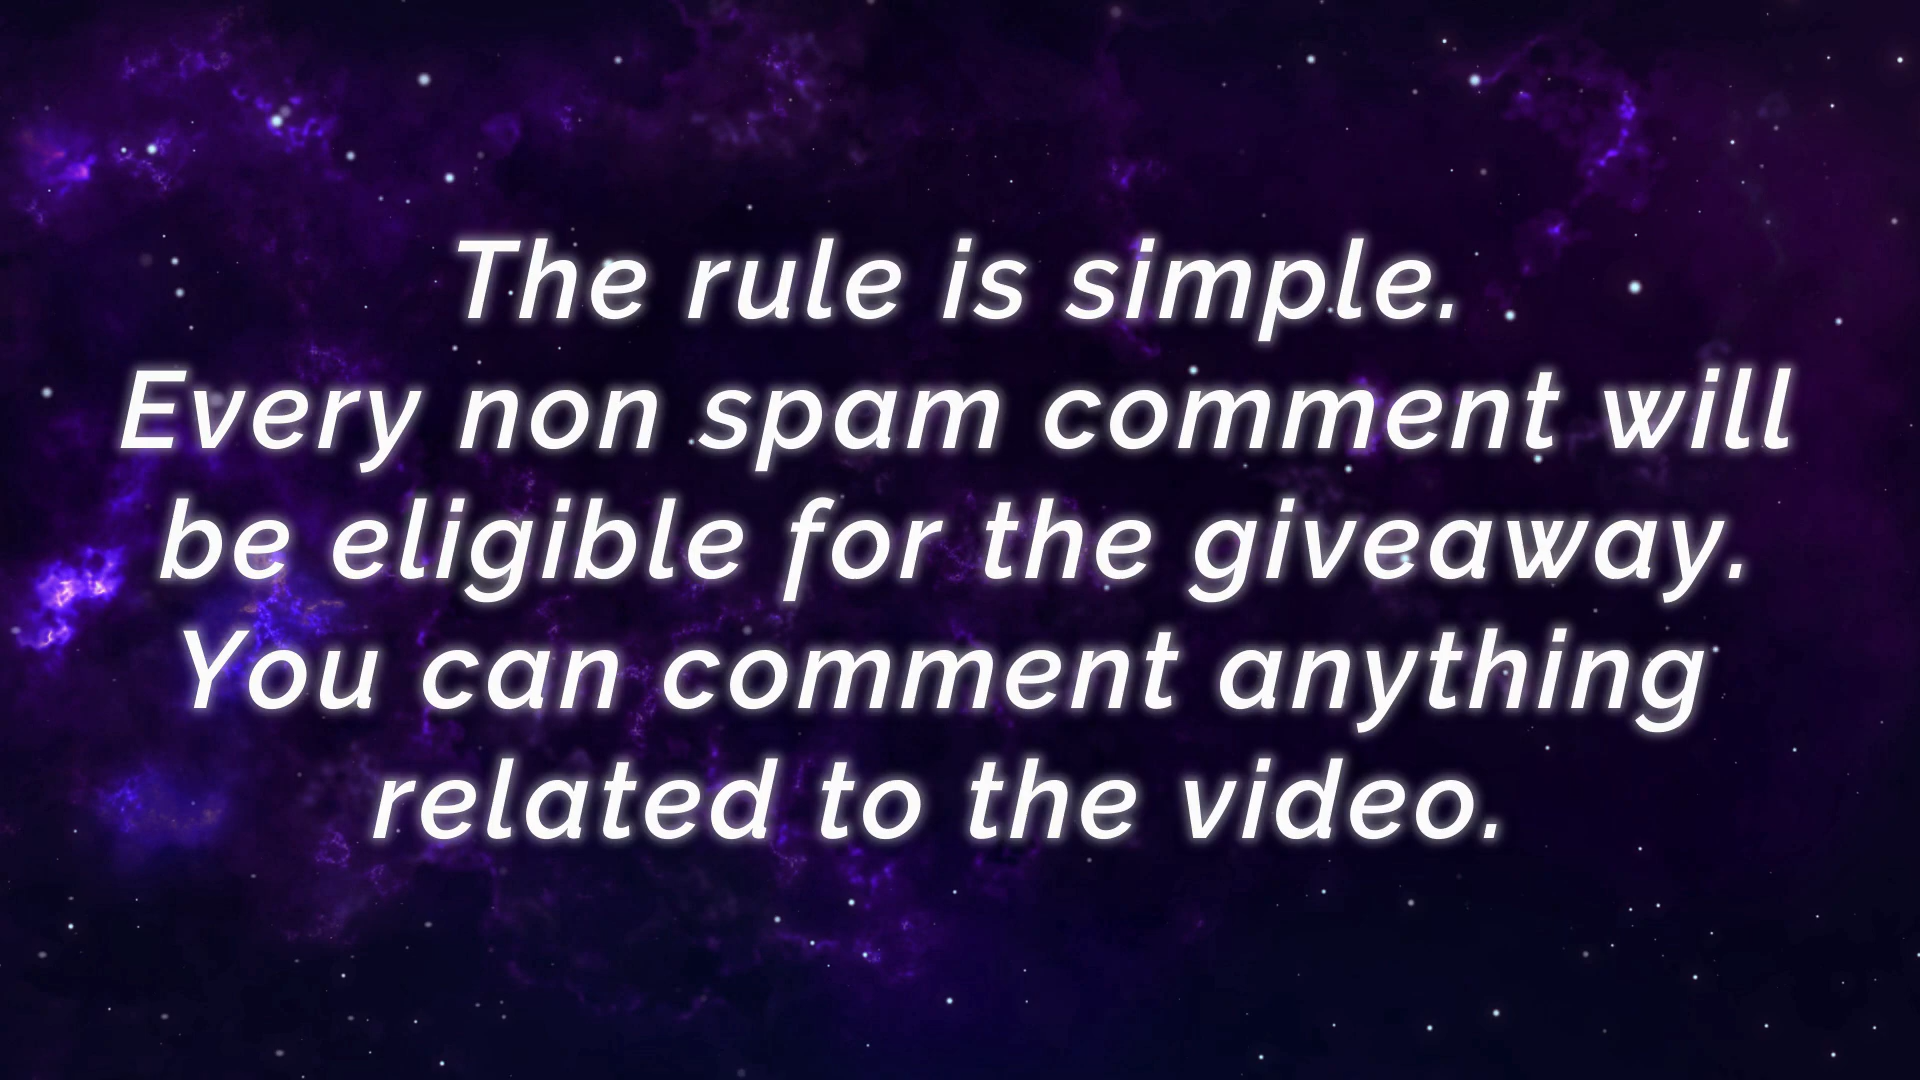 The rule is simple.
Every non spam comment will
be eligible for the giveaway.
You can comment anything
related to the video.